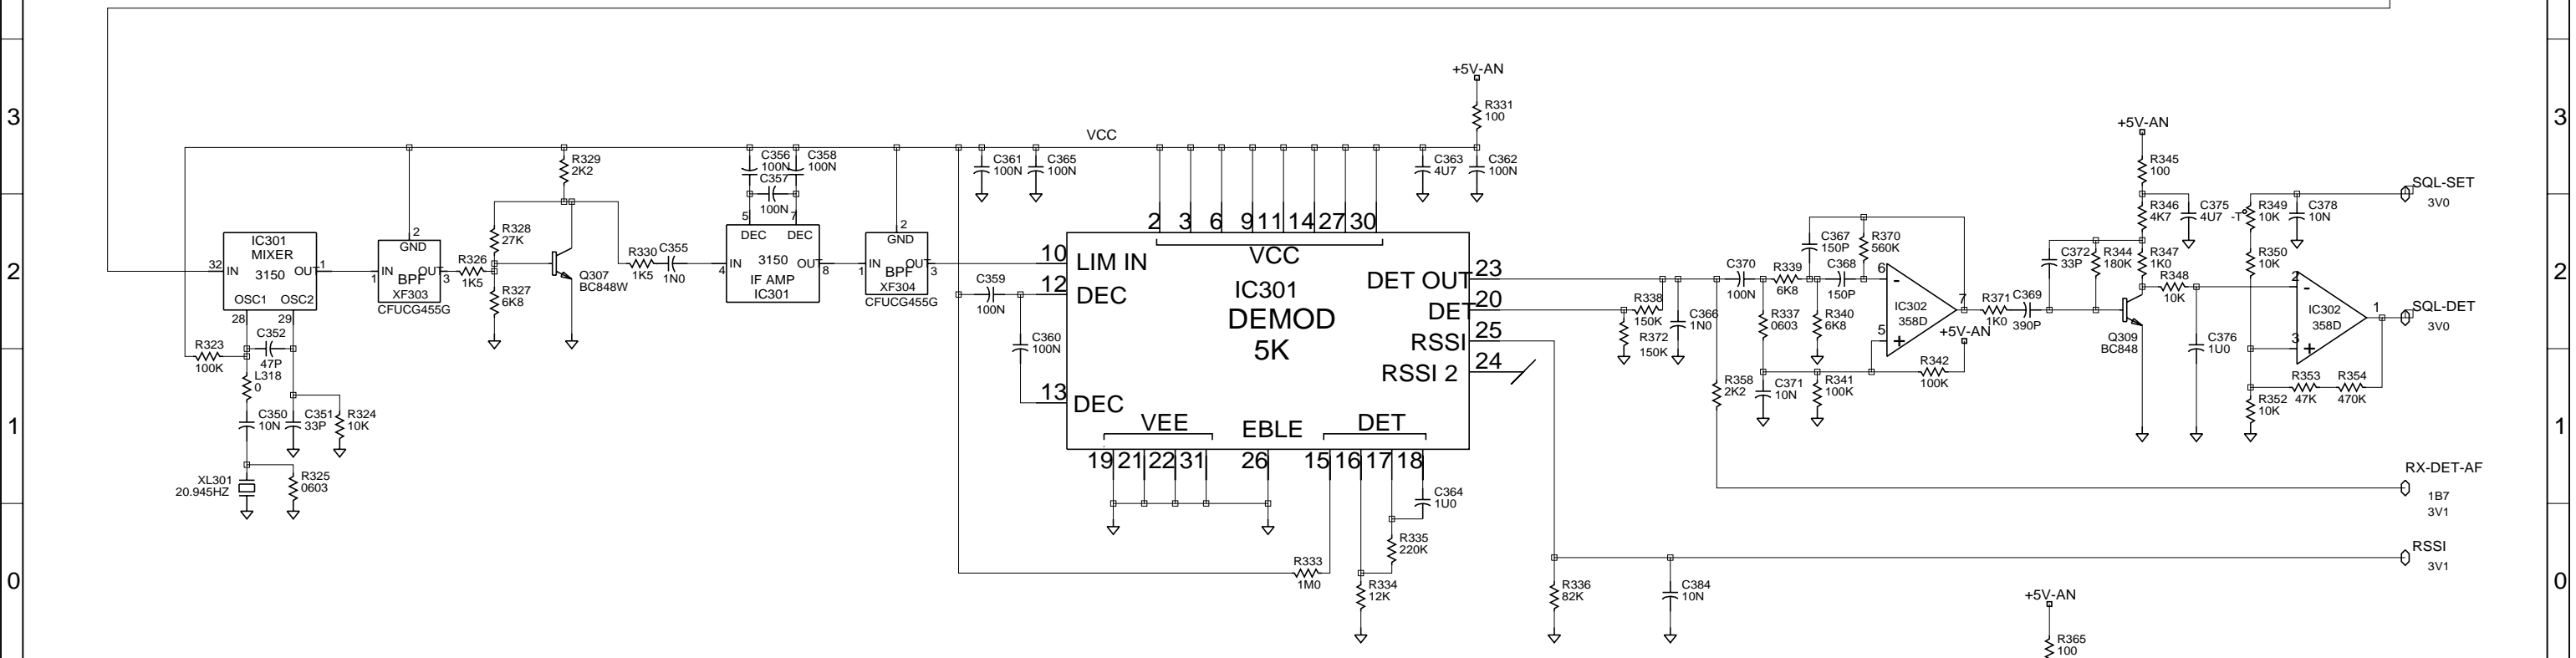 3
2
1
0
3
2
1
0
+5V-AN
R331
100
VCC
IC301
MIXER
3150
32
IN
OUT
1
OSC1
OSC2
28
29
R323
100K
C352
47P
L318
0
C350
10N
C351
33P
R324
10K
XL301
20.945HZ
R325
0603
2
GND
1
IN
OUT
3
BPF
XF303
CFUCG455G
R326
1K5
R328
27K
R327
6K8
R329
2K2
Q307
BC848W
R330
1K5
C355
1N0
C356
100N
C358
100N
C357
100N
5
7
DEC
DEC
4
IN
3150
OUT
8
IF AMP
IC301
2
GND
1
IN
OUT
3
BPF
XF304
CFUCG455G
C361
100N
C365
100N
C359
100N
C360
100N
C363
4U7
C362
100N
2
3
6
9
11
14
27
30
VCC
10
LIM IN
12
DEC
13
DEC
IC301
DEMOD
5K
DET OUT
23
DET
20
RSSI
25
RSSI 2
24
VEE
EBLE
DET
19
21
22
31
26
15
16
17
18
C364
1U0
R335
220K
R333
1M0
R334
12K
R336
82K
C384
10N
R338
150K
R372
150K
C366
1N0
R358
2K2
C370
100N
R339
6K8
R337
0603
R340
6K8
C367
150P
C368
150P
R370
560K
6
-
5
+
7
IC302
358D
+5V-AN
R342
100K
C371
10N
R341
100K
R371
1K0
C369
390P
+5V-AN
R345
100
R346
4K7
C375
4U7
C372
33P
R344
180K
R347
1K0
R348
10K
Q309
BC848
C376
1U0
-T°
R349
10K
C378
10N
R350
10K
R352
10K
2
-
3
+
1
IC302
358D
R353
47K
R354
470K
SQL-SET
3V0
SQL-DET
3V0
RX-DET-AF
1B7
3V1
RSSI
3V1
+5V-AN
R365
100